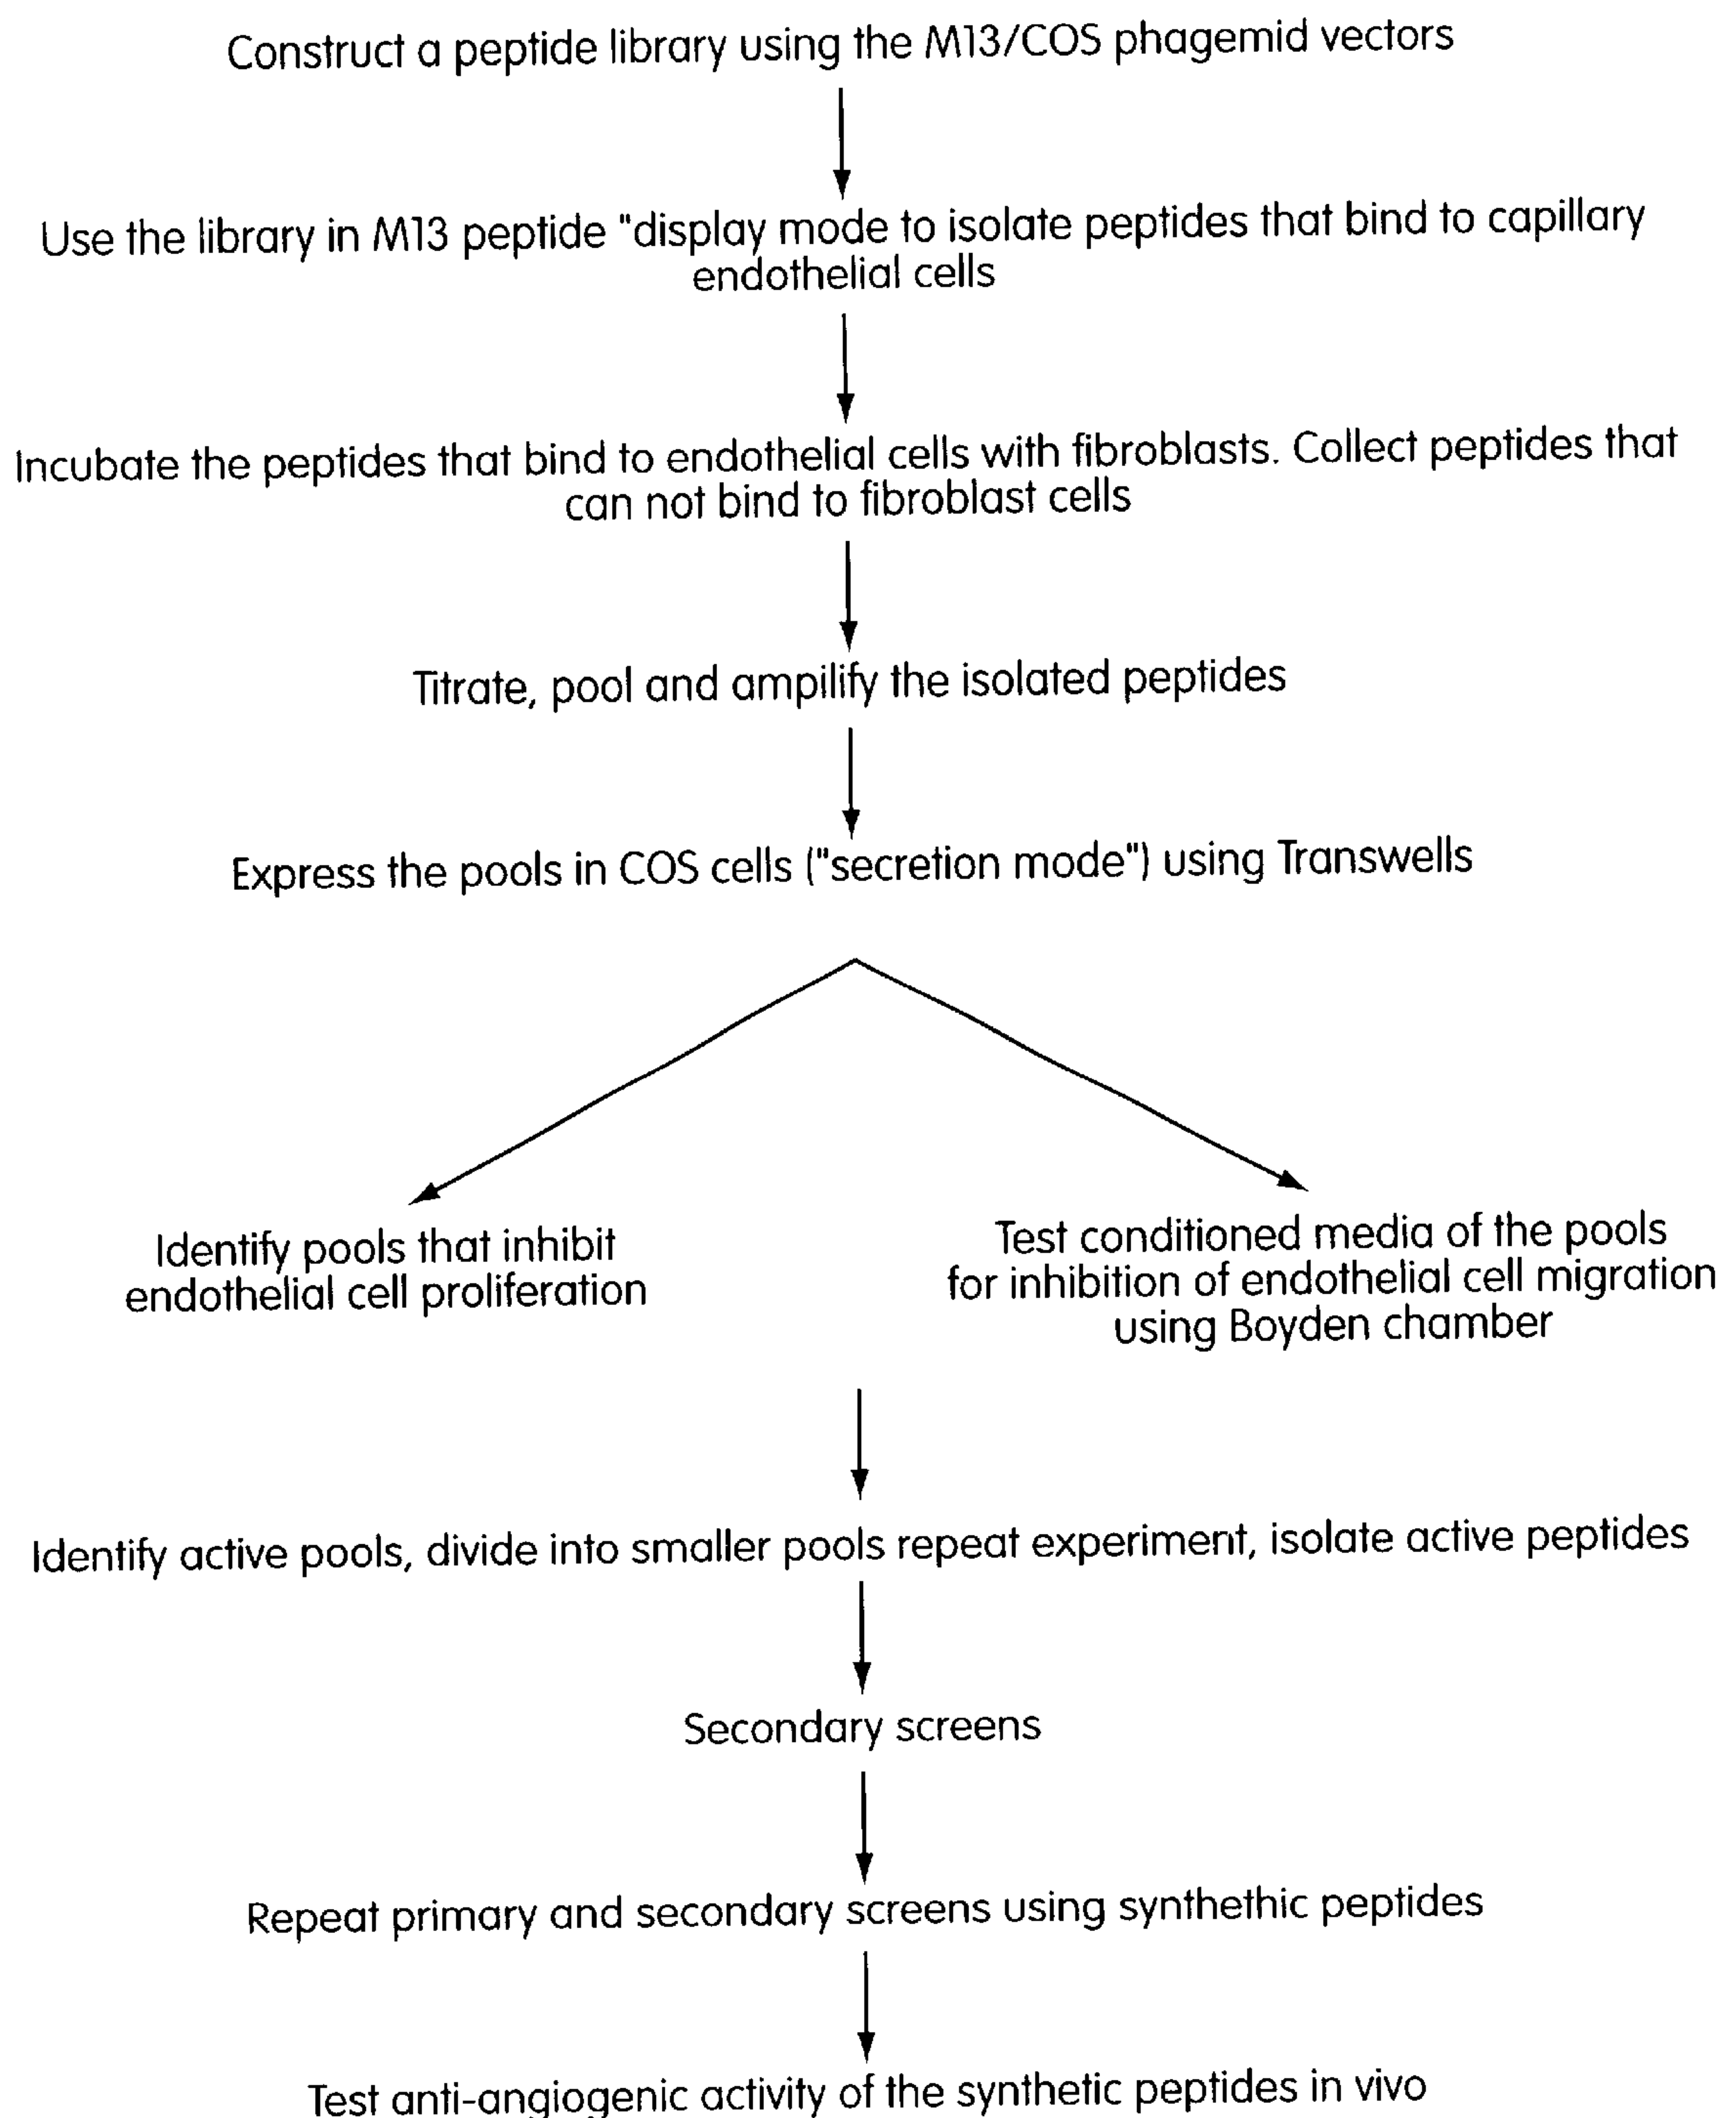 Construct a peptide library using the M13/COS phagemid vectors
Use the library in M13 peptide "display mode to isolate peptides that bind to capillary
endothelial cells
Incubate the peptides that bind to endothelial cells with fibroblasts. Collect peptides that
can not bind to fibroblast cells
Titrate, pool and ampilify the isolated peptides
Express the pools in COS cells ("secretion mode") using Transwells
Identify pools that inhibit
endothelial cell proliferation
Test conditioned media of the pools
for inhibition of endothelial cell migration
using Boyden chamber
Identify active pools, divide into smaller pools repeat experiment, isolate active peptides
Secondary screens
Repeat primary and secondary screens using synthethic peptides
Test anti-angiogenic activity of the synthetic peptides in vivo